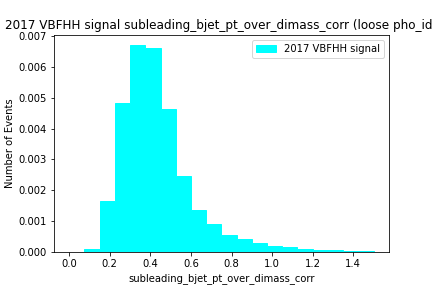 2017 VBFHH signal subleading_bjet_pt_over_dimass_corr (loose pho_id
2017 VBFHH signal
Number of Events
0.007
0.006
0.005
0.004
0.003
0.002
0.001
0.000
0.0 0.2 0.4 0.6 0.8 1.0 1.2 1.4
subleading_bjet_pt_over_dimass_corr